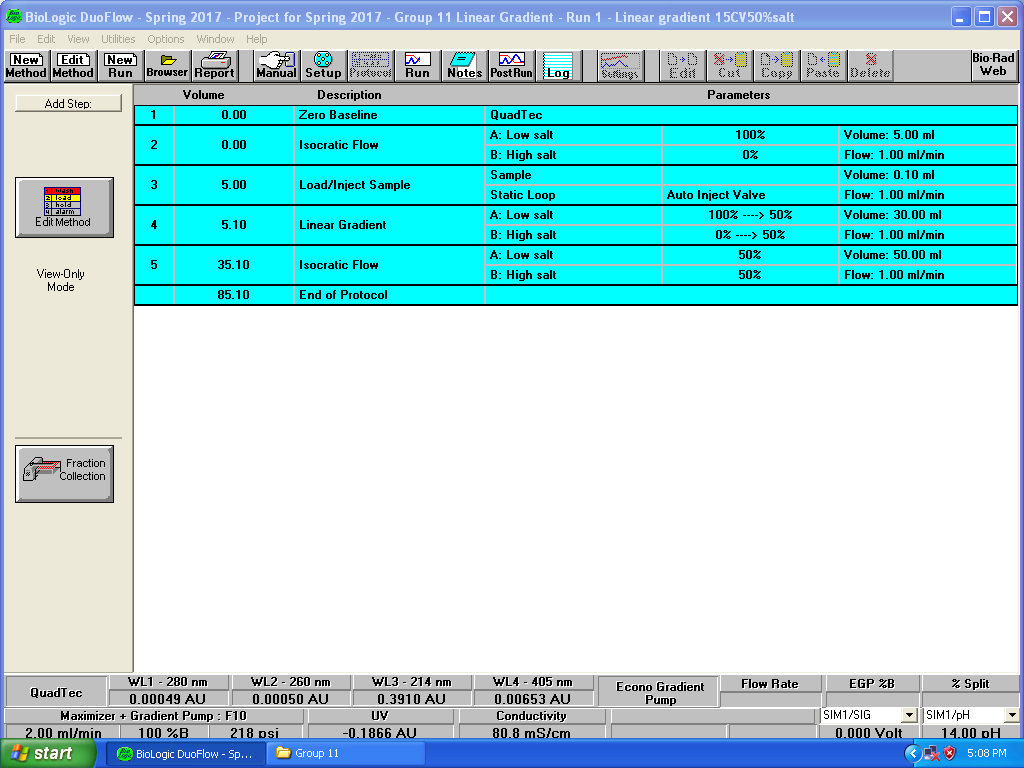 BioLogic DuoFlow - Spring 2017 - Project for Spring 2017 - Group 11 Linear Gradient - Run 1 - Linear gradient 15CV50%salt
File Edit View Utilities Options Window Help
New Method Edit Method New Run Browser Report Manual Setup Protocol Run Notes PostRun Log Settings Edit Cut Copy Paste Delete Bio-Rad Web
Add Step:
Volume Description Parameters
1 0.00 Zero Baseline QuadTec
2 0.00 Isocratic Flow A: Low salt 100% Volume: 5.00 ml
B: High salt 0% Flow: 1.00 ml/min
3 5.00 Load/Inject Sample Sample Volume: 0.10 ml
Static Loop Auto Inject Valve Flow: 1.00 ml/min
4 5.10 Linear Gradient A: Low salt 100% ----> 50% Volume: 30.00 ml
B: High salt 0% ----> 50% Flow: 1.00 ml/min
5 35.10 Isocratic Flow A: Low salt 50% Volume: 50.00 ml
B: High salt 50% Flow: 1.00 ml/min
85.10 End of Protocol
1 wash
2 load
3 hold
4 alarm
Edit Method
View-Only
Mode
Fraction
Collection
QuadTec WL1 - 280 nm WL2 - 260 nm WL3 - 214 nm WL4 - 405 nm Econo Gradient Pump Flow Rate EGP %B % Split
0.00049 AU 0.00050 AU 0.3910 AU 0.00653 AU
Maximizer + Gradient Pump : F10 UV Conductivity SIM1/SIG SIM1/pH
2.00 ml/min 100 %B 218 psi -0.1866 AU 80.8 mS/cm 0.000 Volt 14.00 pH
start BioLogic DuoFlow - Sp... Group 11 5:08 PM